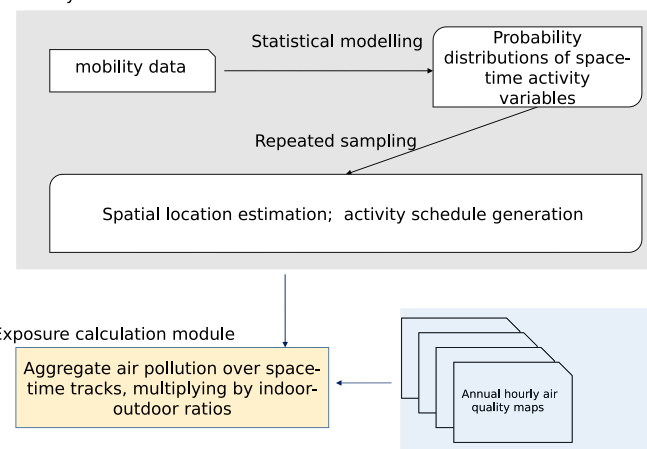 Statistical modelling
mobility data
Probability
distributions of space-
time activity
variables
Repeated sampling
Spatial location estimation; activity schedule generation
Exposure calculation module
Aggregate air pollution over space-
time tracks, multiplying by indoor-
outdoor ratios
Annual hourly air
quality maps